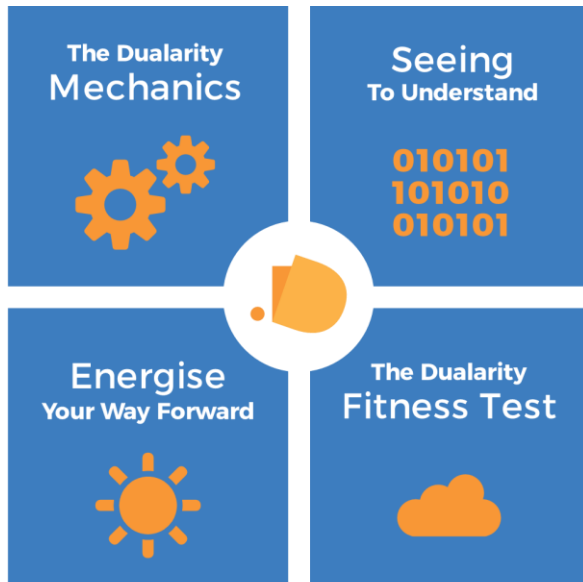 The Dualarity
Mechanics
Seeing
To Understand
010101
101010
010101
Energise
Your Way Forward
The Dualarity
Fitness Test